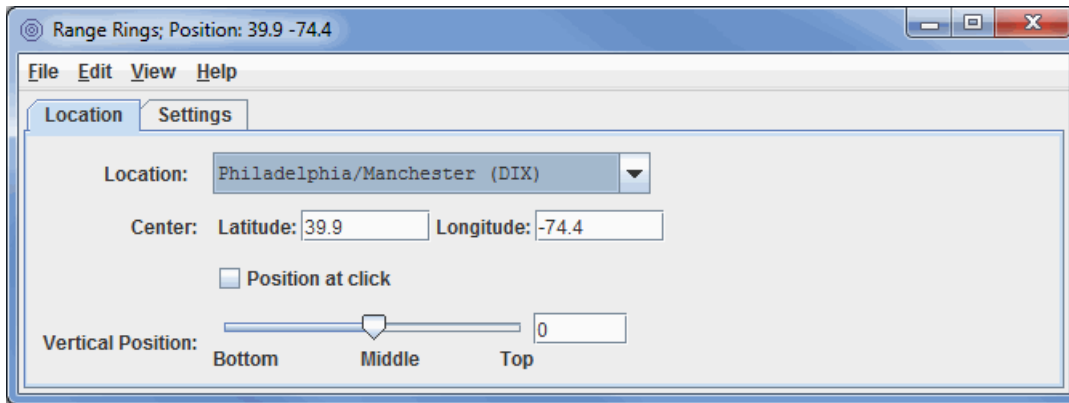 Range Rings; Position: 39.9 -74.4
File Edit View Help
Location Settings
Location: Philadelphia/Manchester (DIX)
Center: Latitude: 39.9 Longitude: -74.4
Position at click
Vertical Position: 0
Bottom Middle Top